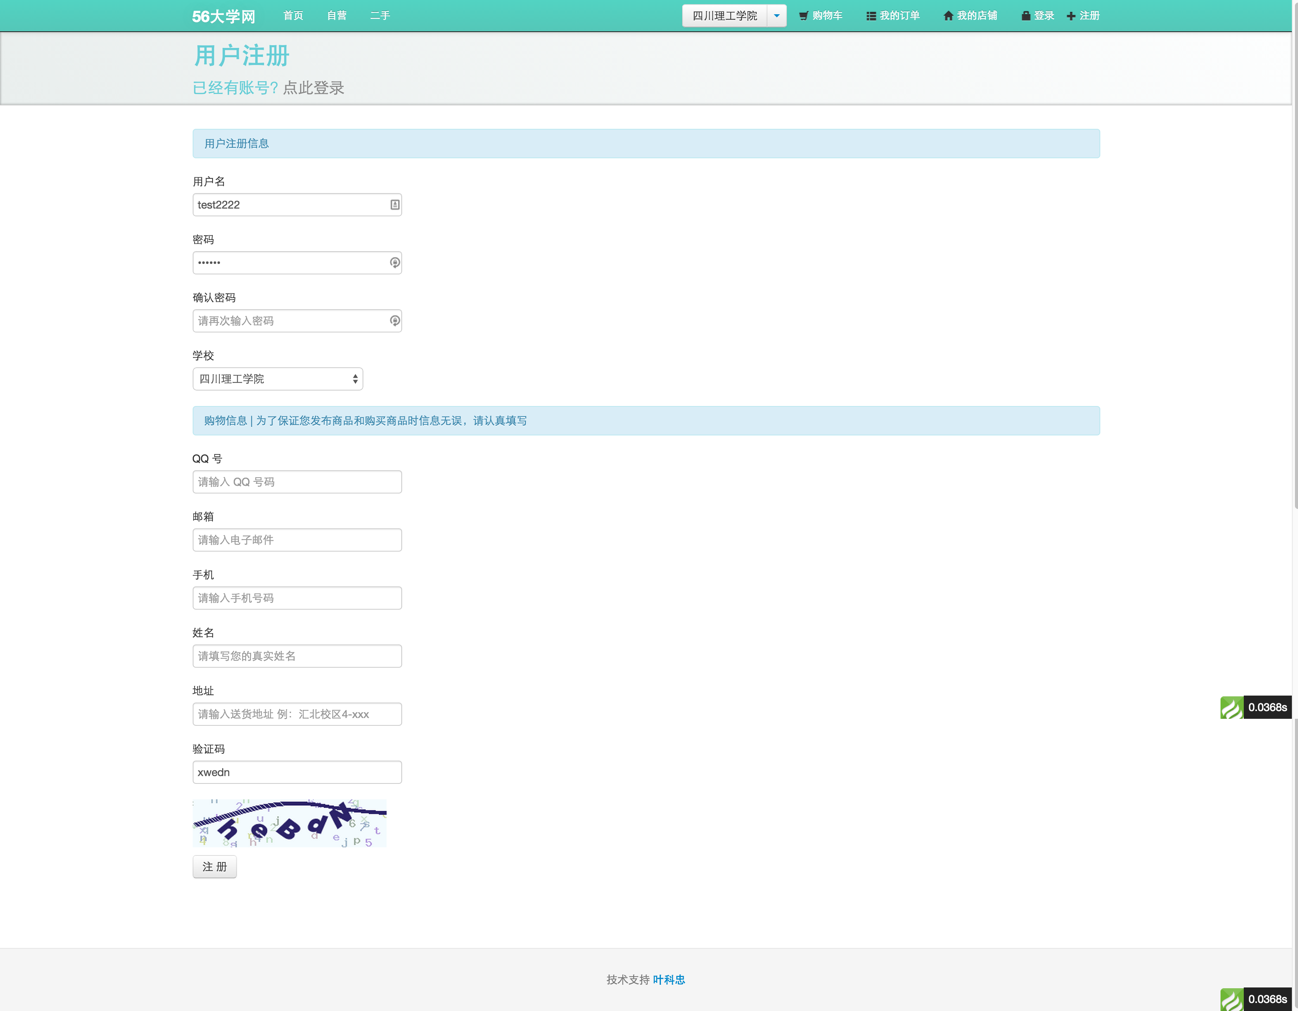 56大学网 首页 自营 二手 四川理工学院 购物车 我的订单 我的店铺 登录 注册
用户注册
已经有账号? 点此登录
用户注册信息
用户名
test2222
密码
••••••
确认密码
请再次输入密码
学校
四川理工学院
购物信息 | 为了保证您发布商品和购买商品时信息无误，请认真填写
QQ 号
请输入 QQ 号码
邮箱
请输入电子邮件
手机
请输入手机号码
姓名
请填写您的真实姓名
地址
请输入送货地址 例：汇北校区4-xxx
0.0368s
验证码
xwedn
heBdM
注 册
技术支持 叶科忠
0.0368s